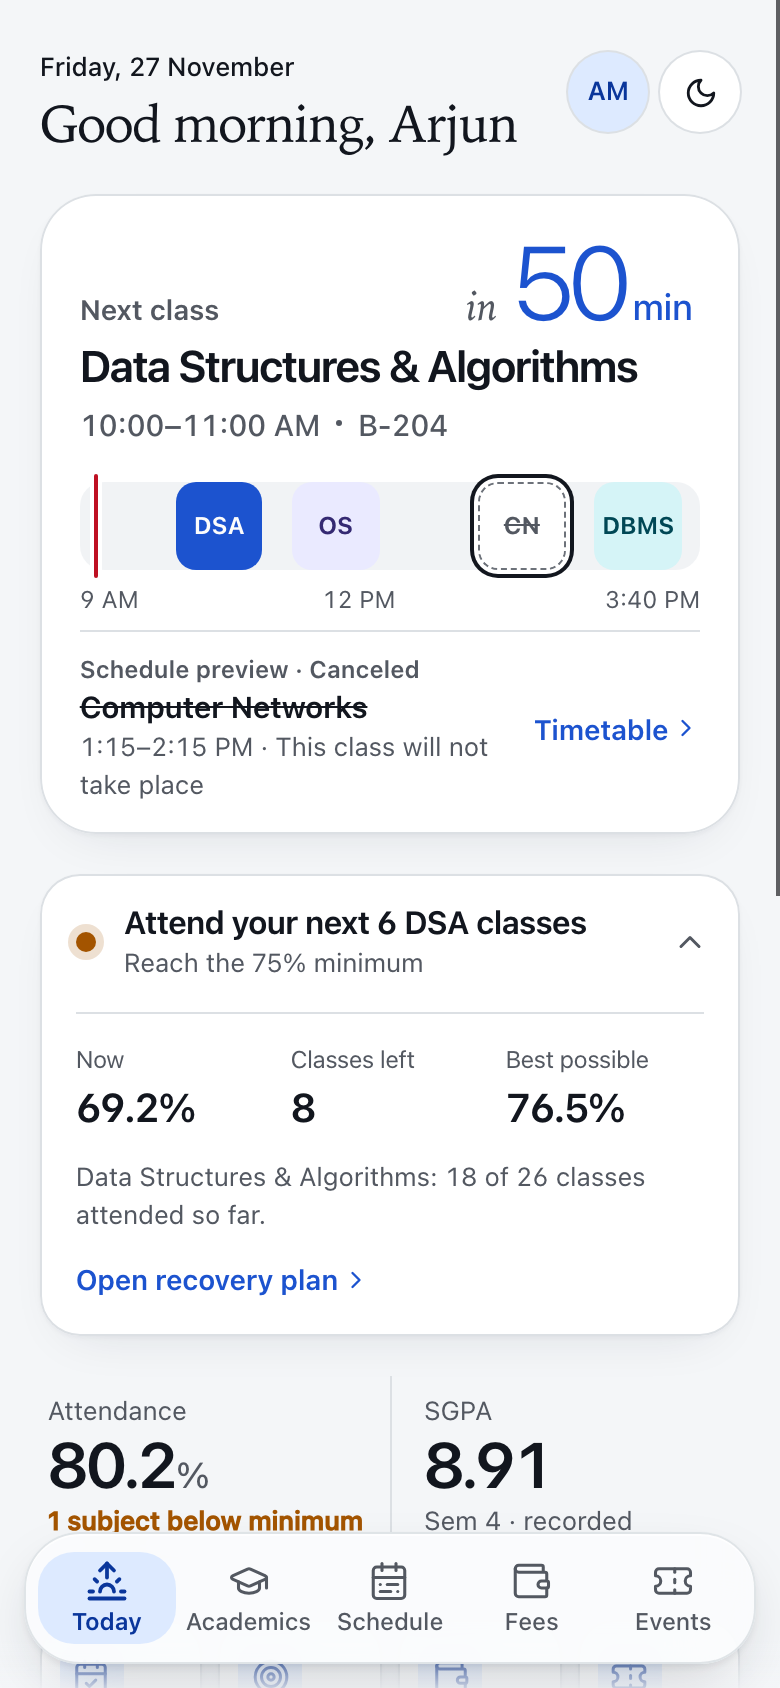 Friday, 27 November
Good morning, Arjun
AM
Next class
in 50 min
Data Structures & Algorithms
10:00–11:00 AM • B-204
DSA
OS
CN
DBMS
9 AM
12 PM
3:40 PM
Schedule preview · Canceled
Computer Networks
1:15–2:15 PM · This class will not
take place
Timetable
Attend your next 6 DSA classes
Reach the 75% minimum
Now
Classes left
Best possible
69.2%
8
76.5%
Data Structures & Algorithms: 18 of 26 classes
attended so far.
Open recovery plan
Attendance
SGPA
80.2%
8.91
1 subject below minimum
Sem 4 · recorded
Today
Academics
Schedule
Fees
Events